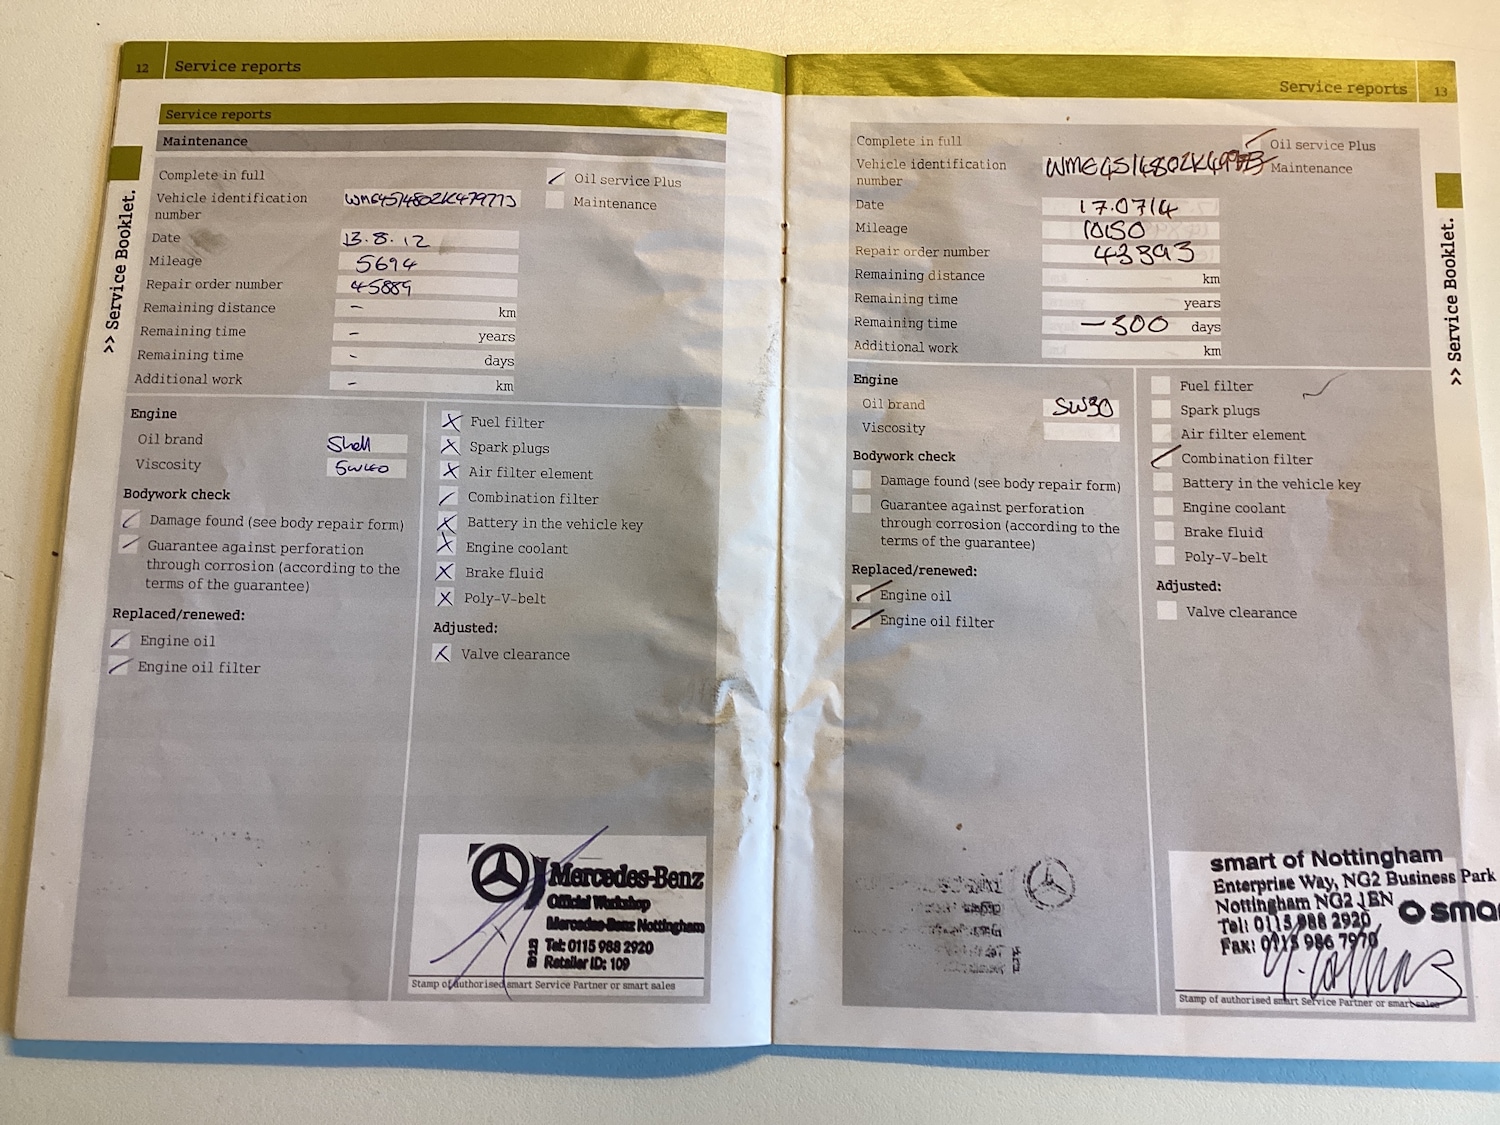 12 Service reports
>> Service Booklet.
Service reports
Maintenance
Complete in full
Oil service Plus
Vehicle identification number
WME4514802K479773
Maintenance
Date 13.8.12
Mileage 5694
Repair order number 45889
Remaining distance - km
Remaining time - years
Remaining time - days
Additional work - km
Engine
Oil brand Shell
Viscosity 5W40
Bodywork check
Damage found (see body repair form)
Guarantee against perforation
through corrosion (according to the
terms of the guarantee)
Replaced/renewed:
Engine oil
Engine oil filter
X Fuel filter
X Spark plugs
X Air filter element
Combination filter
X Battery in the vehicle key
X Engine coolant
X Brake fluid
X Poly-V-belt
Adjusted:
X Valve clearance
Mercedes-Benz
Official Workshop
Mercedes-Benz Nottingham
Tel: 0115 988 2920
Retailer ID: 109
Stamp of authorised smart Service Partner or smart sales
Service reports 13
>> Service Booklet.
Complete in full
Oil service Plus
Vehicle identification
number
Maintenance
Date 17.0714
Mileage 10150
Repair order number 43393
Remaining distance km
Remaining time years
Remaining time -300 days
Additional work km
Engine
Oil brand 5W30
Viscosity
Bodywork check
Damage found (see body repair form)
Guarantee against perforation
through corrosion (according to the
terms of the guarantee)
Replaced/renewed:
Engine oil
Engine oil filter
Fuel filter
Spark plugs
Air filter element
Combination filter
Battery in the vehicle key
Engine coolant
Brake fluid
Poly-V-belt
Adjusted:
Valve clearance
smart of Nottingham
Enterprise Way, NG2 Business Park
Nottingham NG2 1BN
Tel: 0115 988 2920
Fax: 0115 986 7970
smar
Stamp of authorised smart Service Partner or smart sales